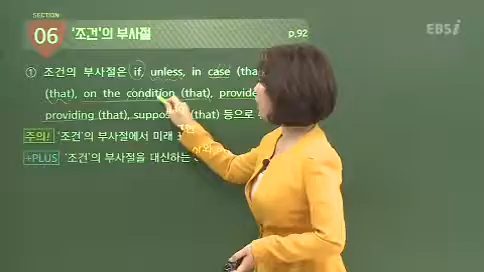 SECTION
06 '조건'의 부사절 p.92
EBSi
① 조건의 부사절은 if, unless, in case (tha
(that), on the condition (that), provide
providing (that), suppos (that) 등으로
주의! '조건'의 부사절에서 미래
+PLUS '조건'의 부사절을 대신하는